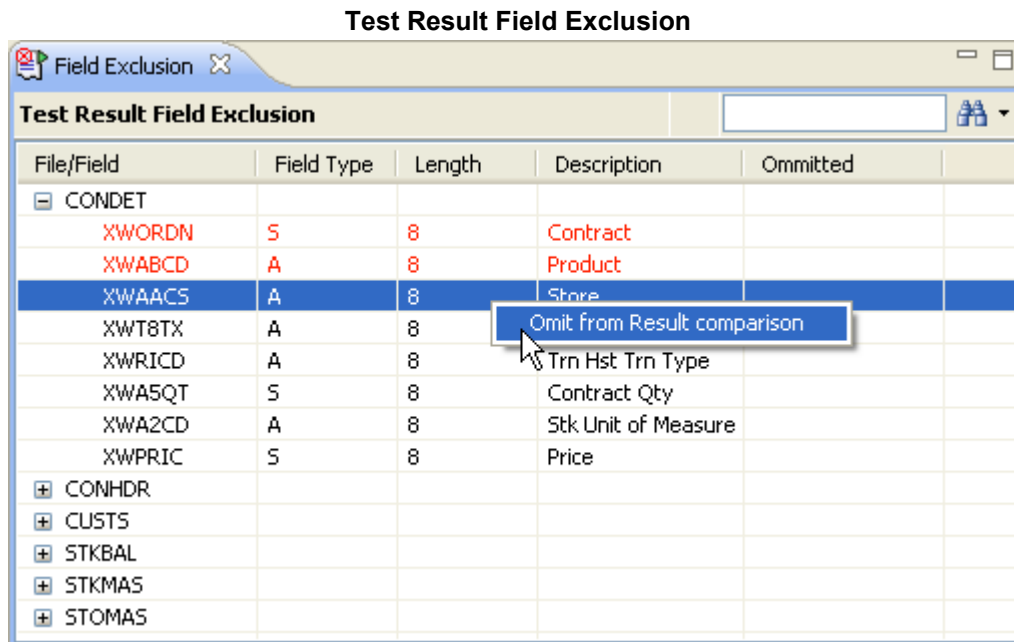 Test Result Field Exclusion
Field Exclusion
Test Result Field Exclusion
File/Field Field Type Length Description Ommitted
CONDET
XWORDN S 8 Contract
XWABCD A 8 Product
XWAACS A 8 Store
Omit from Result comparison
XWT8TX A 8
XWRICD A 8 Trn Hst Trn Type
XWA5QT S 8 Contract Qty
XWA2CD A 8 Stk Unit of Measure
XWPRIC S 8 Price
CONHDR
CUSTS
STKBAL
STKMAS
STOMAS